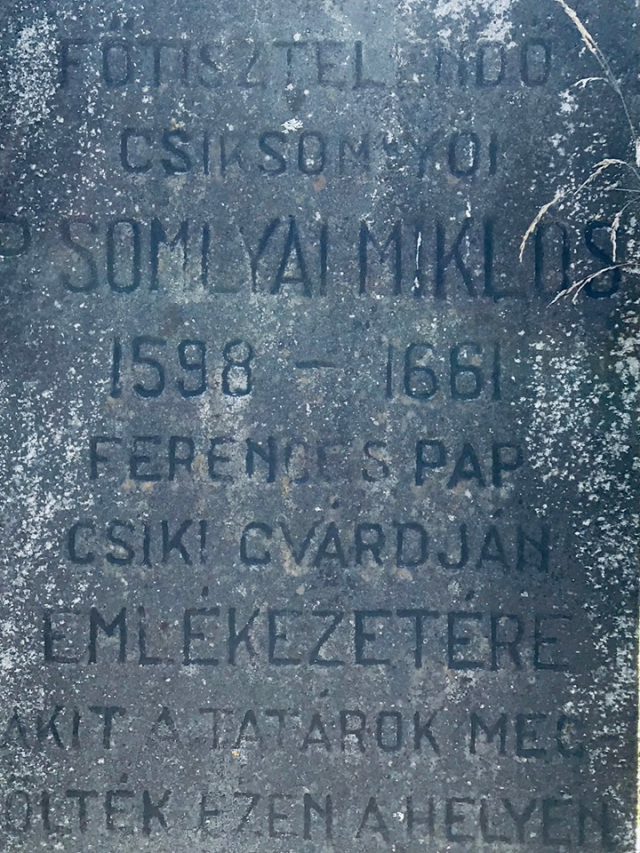 FŐTISZTELENDŐ
CSIKSOMLYÓI
P. SOMLYAI MIKLÓS
1598 — 1661
FERENCES PAP
CSIKI GVÁRDJÁN
EMLÉKEZETÉRE
AKIT A TATÁROK MEG-
ÖLTÉK EZEN A HELYEN